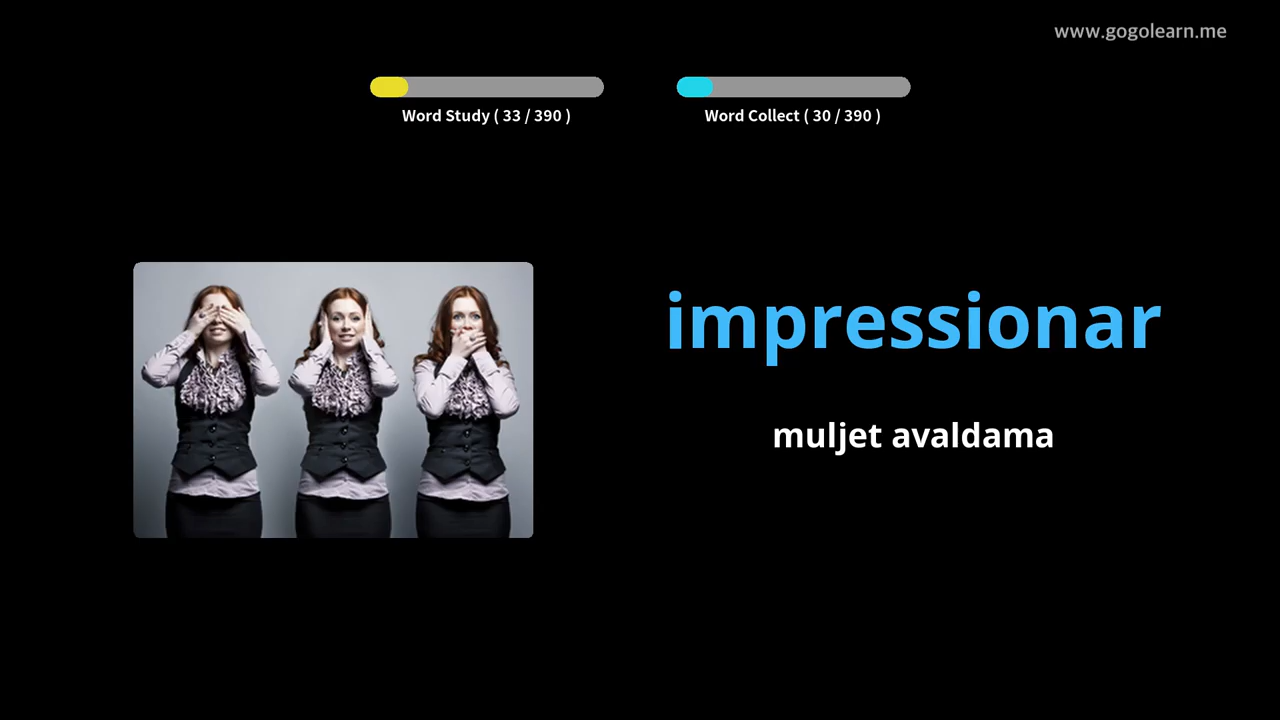 www.gogolearn.me
Word Study ( 33 / 390 )
Word Collect ( 30 / 390 )
impressionar
muljet avaldama